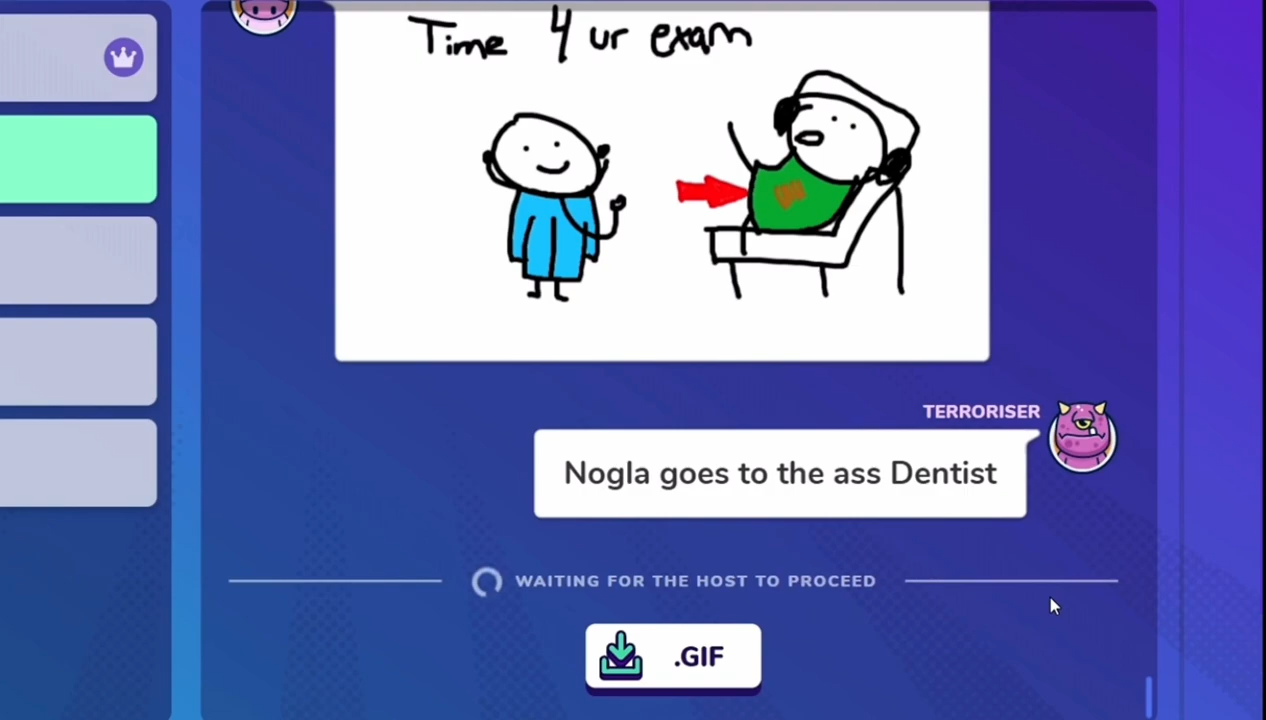 Time 4 ur exam
TERRORISER
Nogla goes to the ass Dentist
WAITING FOR THE HOST TO PROCEED
.GIF